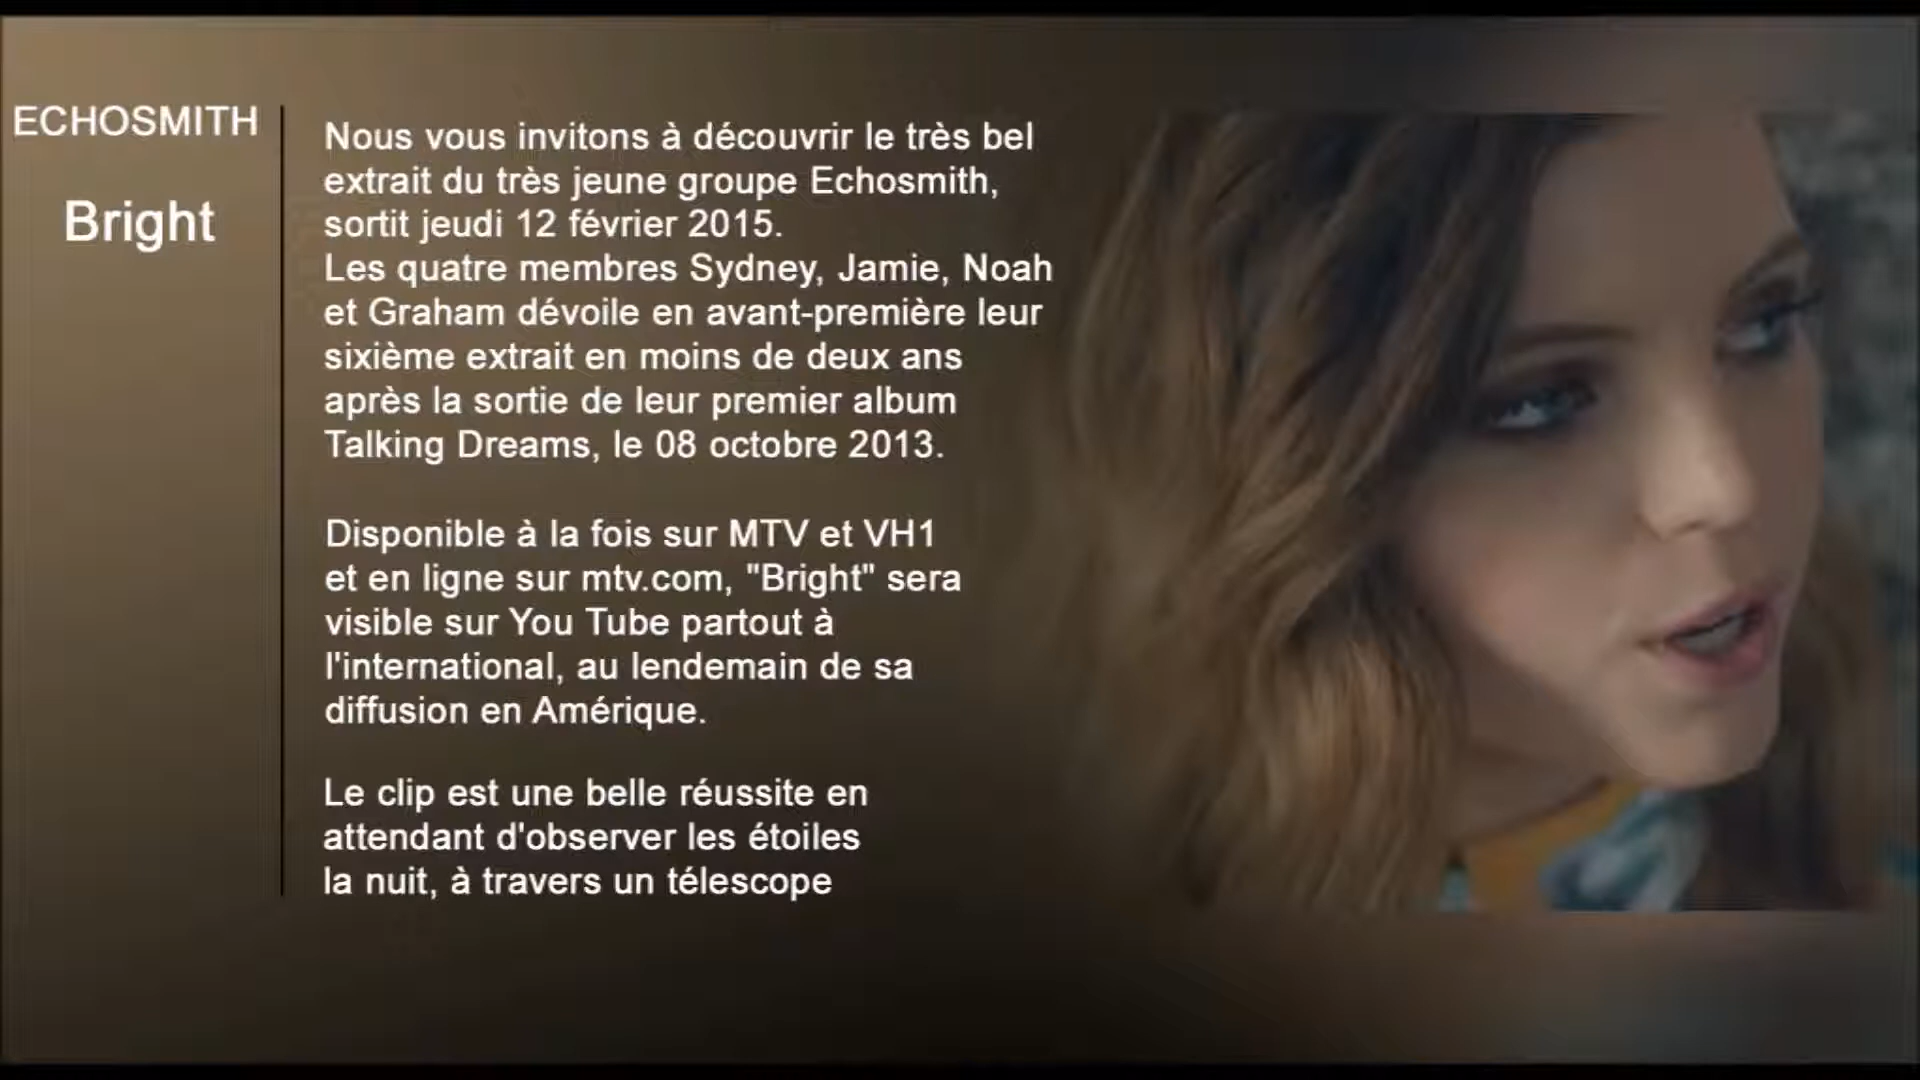 ECHOSMITH
Bright
Nous vous invitons à découvrir le très bel
extrait du très jeune groupe Echosmith,
sortit jeudi 12 février 2015.
Les quatre membres Sydney, Jamie, Noah
et Graham dévoile en avant-première leur
sixième extrait en moins de deux ans
après la sortie de leur premier album
Talking Dreams, le 08 octobre 2013.
Disponible à la fois sur MTV et VH1
et en ligne sur mtv.com, "Bright" sera
visible sur You Tube partout à
l'international, au lendemain de sa
diffusion en Amérique.
Le clip est une belle réussite en
attendant d'observer les étoiles
la nuit, à travers un télescope